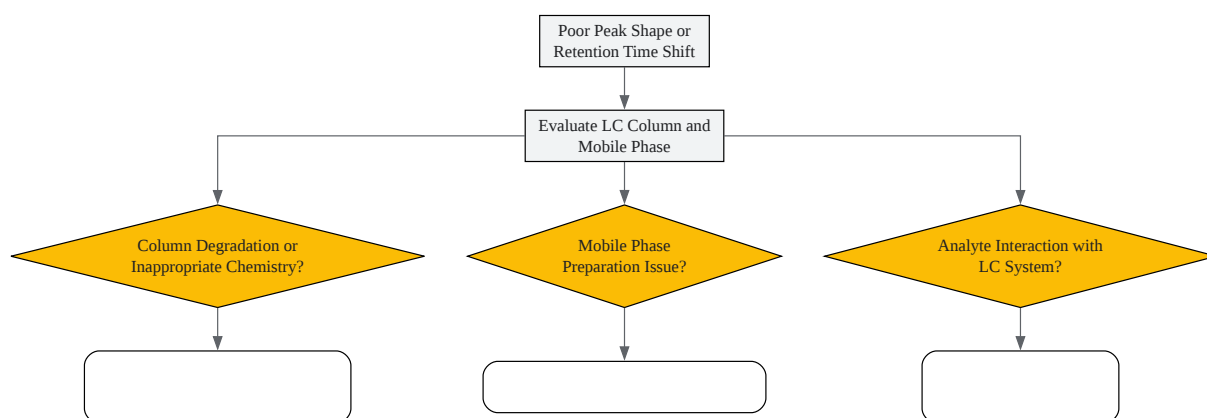 Poor Peak Shape or
Retention Time Shift
Evaluate LC Column and
Mobile Phase
Column Degradation or
Inappropriate Chemistry?
Mobile Phase
Preparation Issue?
Analyte Interaction with
LC System?